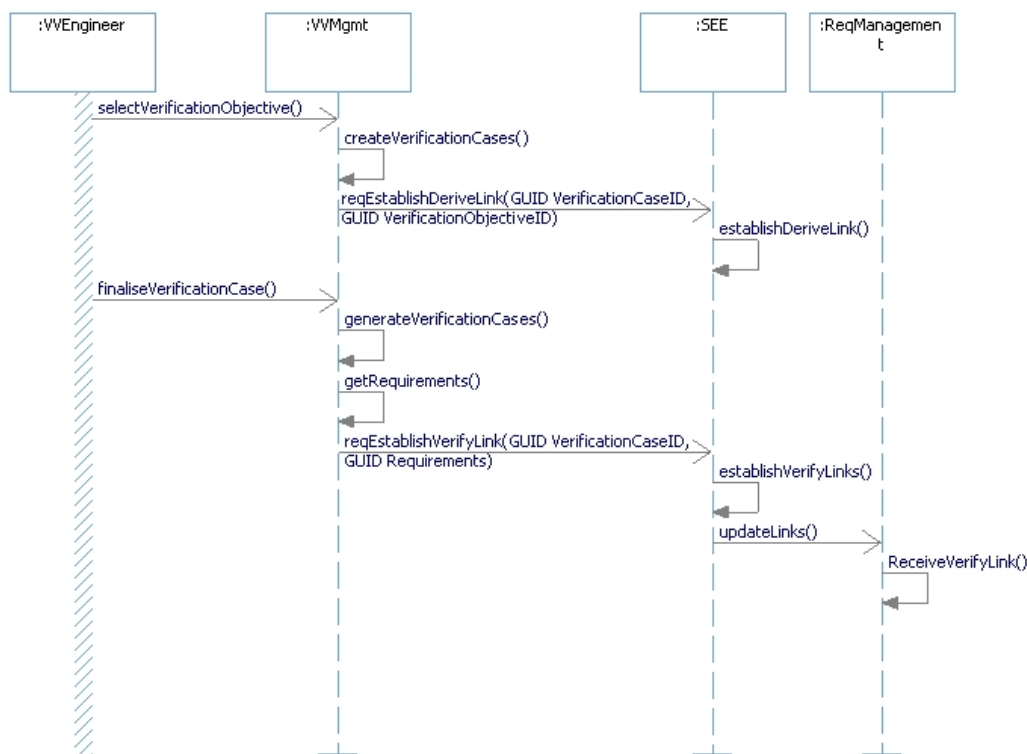 :VVEngineer
:VVMgmt
:SEE
:ReqManagemen
t
selectVerificationObjective()
createVerificationCases()
reqEstablishDeriveLink(GUID VerificationCaseID,
GUID VerificationObjectiveID)
establishDeriveLink()
finaliseVerificationCase()
generateVerificationCases()
getRequirements()
reqEstablishVerifyLink(GUID VerificationCaseID,
GUID Requirements)
establishVerifyLinks()
updateLinks()
ReceiveVerifyLink()